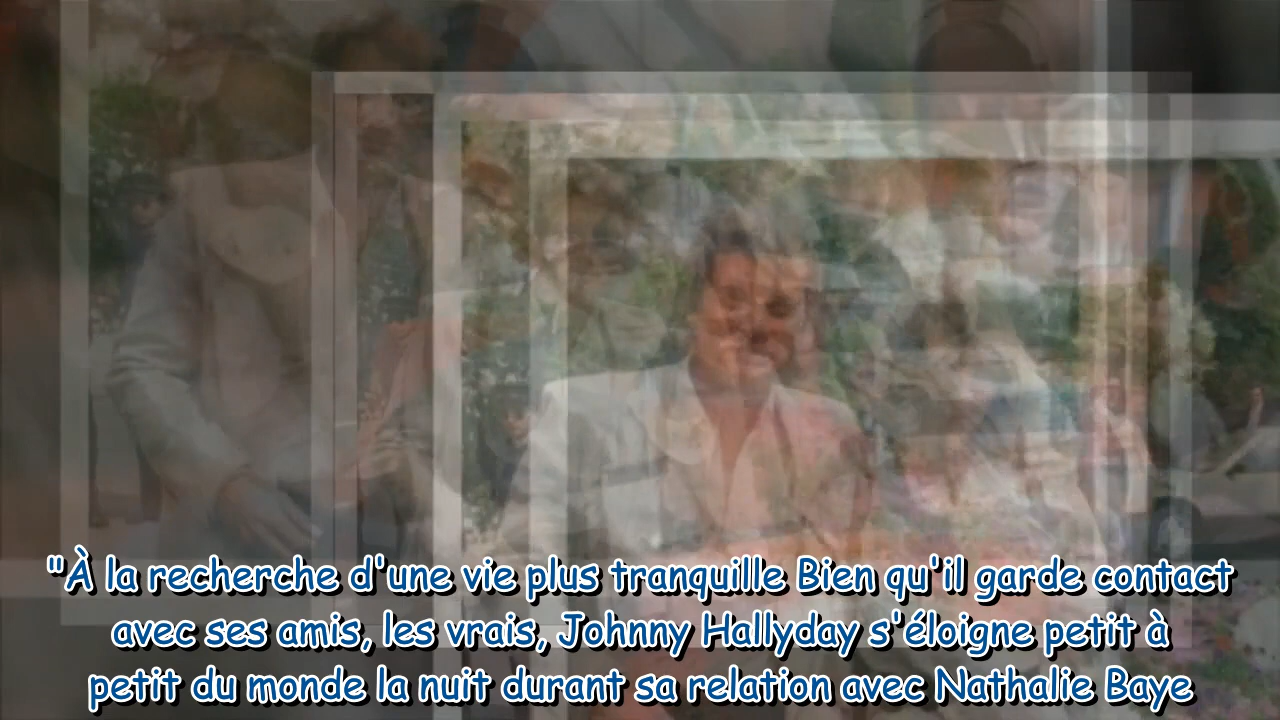 "À la recherche d'une vie plus tranquille Bien qu'il garde contact
avec ses amis, les vrais, Johnny Hallyday s'éloigne petit à
petit du monde la nuit durant sa relation avec Nathalie Baye